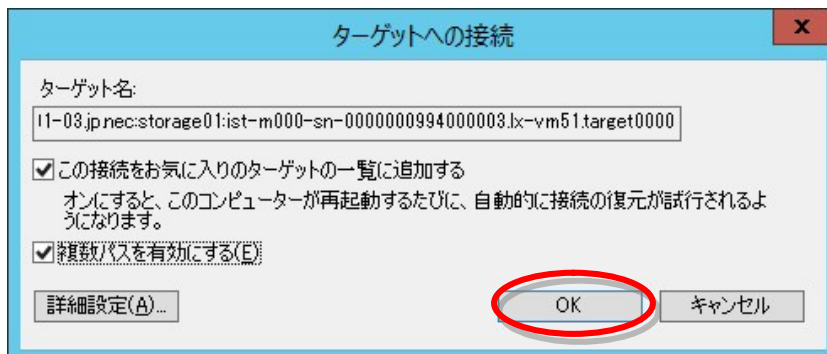 ターゲットへの接続
x
ターゲット名:
l1-03.jp.nec:storage01:ist-m000-sn-0000000994000003.lx-vm51.target0000
この接続をお気に入りのターゲットの一覧に追加する
オンにすると、このコンピューターが再起動するたびに、自動的に接続の復元が試行されるよ
うになります。
複数パスを有効にする(E)
詳細設定(A)... OK キャンセル